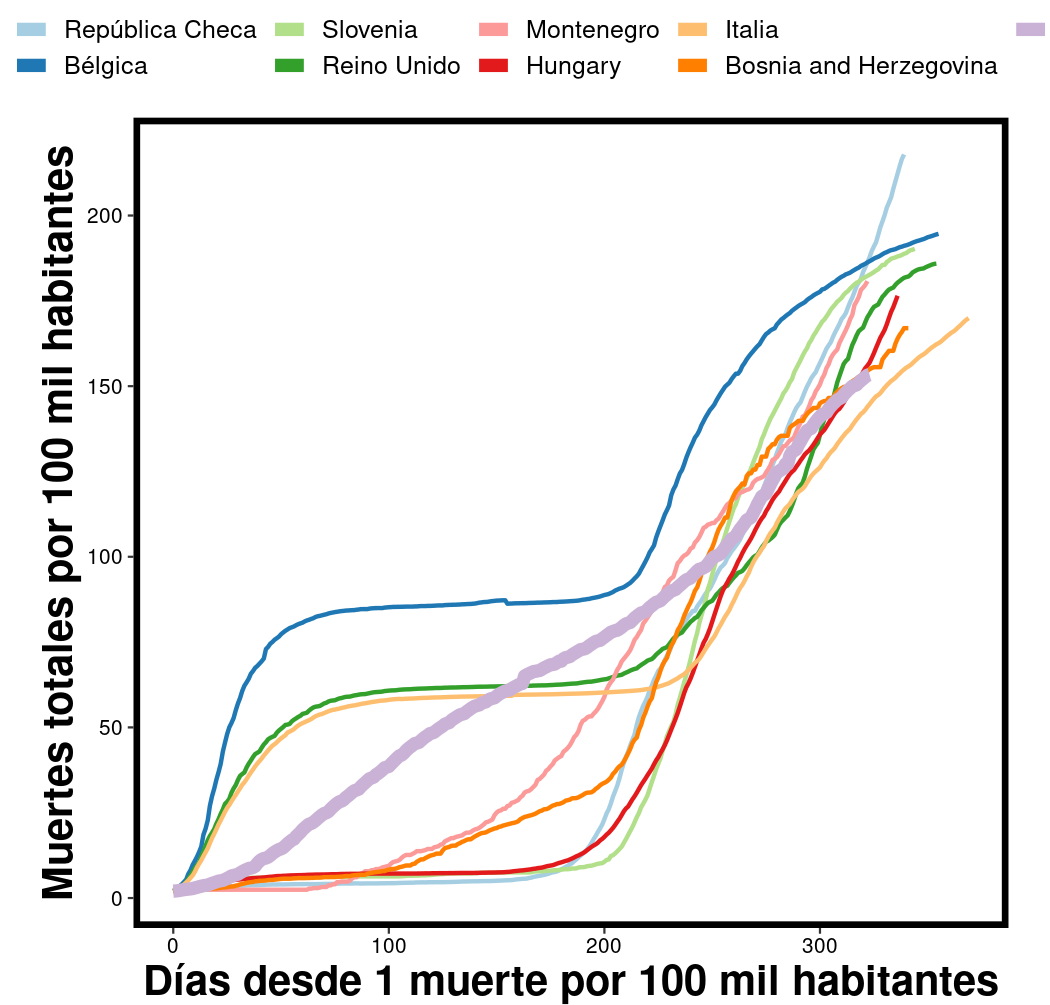 República Checa Slovenia Montenegro Italia
Bélgica Reino Unido Hungary Bosnia and Herzegovina
Muertes totales por 100 mil habitantes
200
150
100
50
0
0 100 200 300
Días desde 1 muerte por 100 mil habitantes